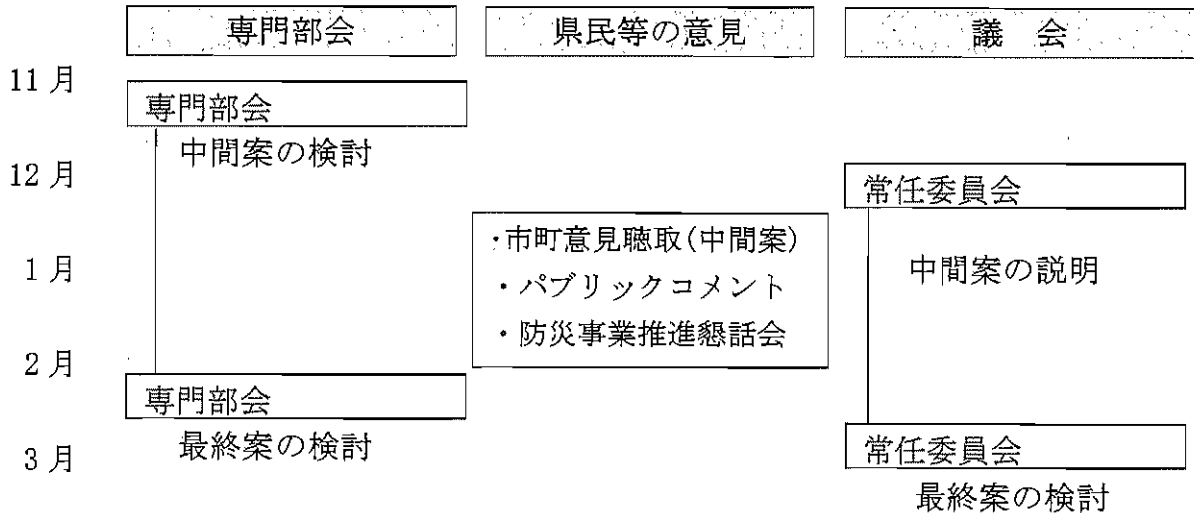 専門部会
県民等の意見
議　会
11月
専門部会
中間案の検討
12月
常任委員会
・市町意見聴取(中間案)
1月
中間案の説明
・パブリックコメント
・防災事業推進懇話会
2月
専門部会
最終案の検討
3月
常任委員会
最終案の検討